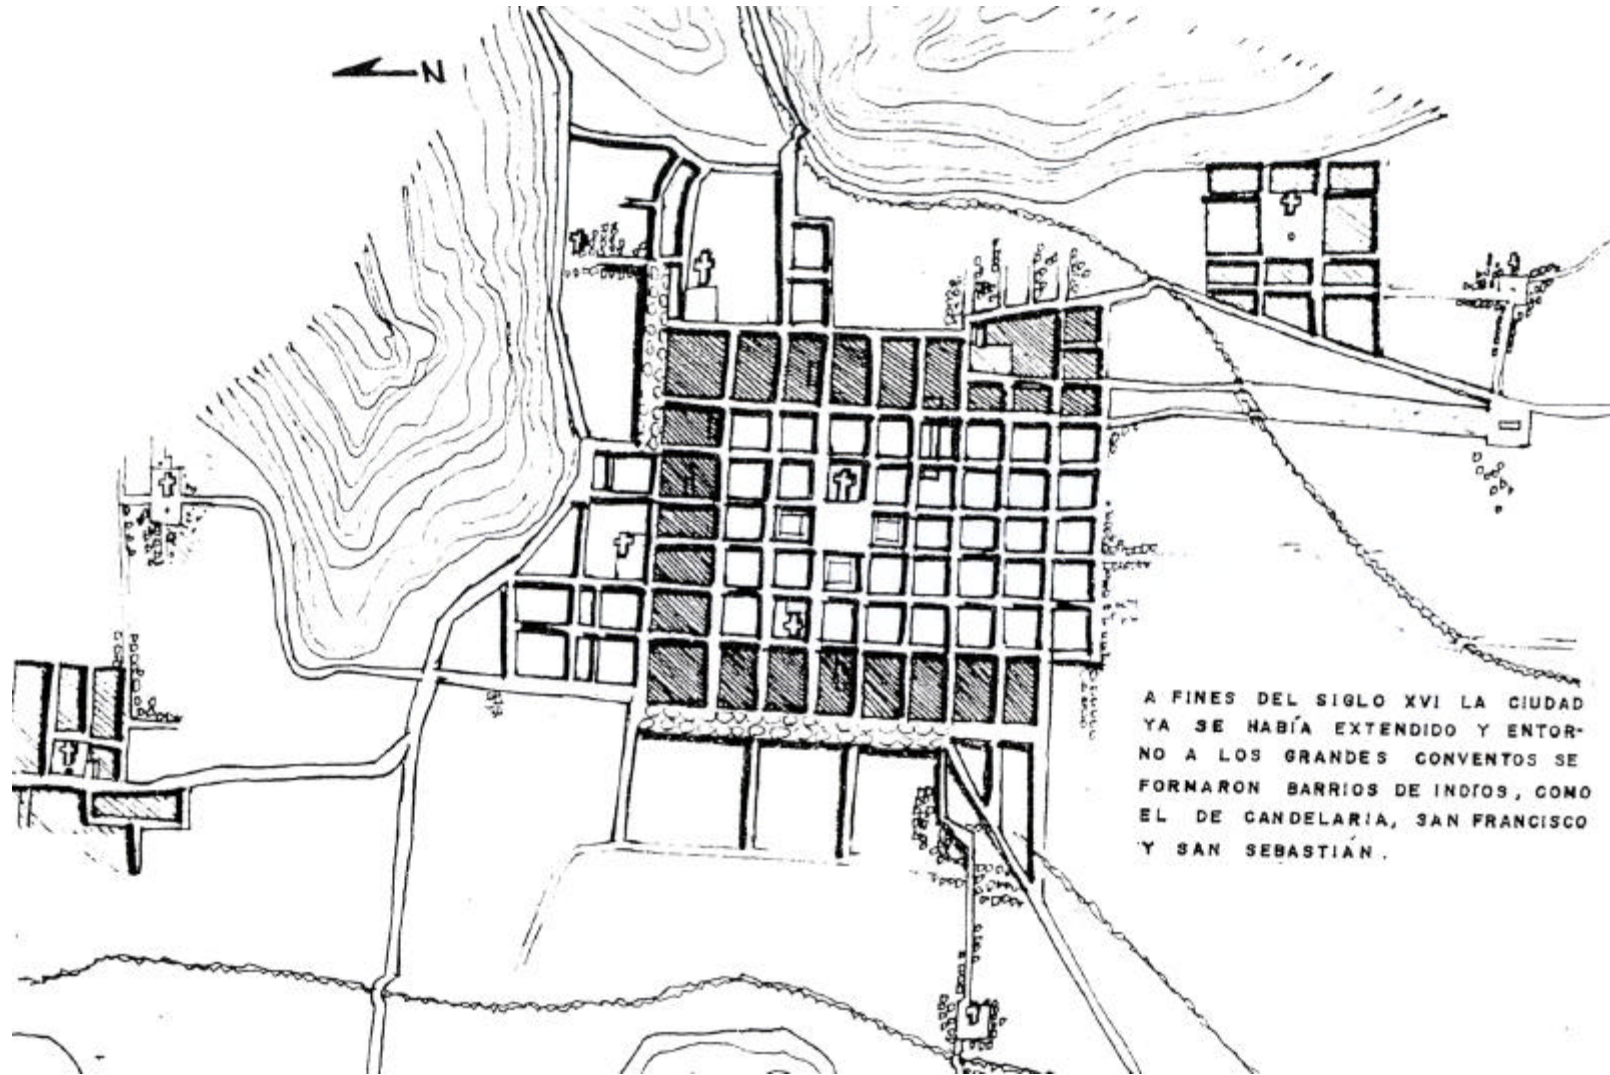 N
A FINES DEL SIGLO XVI LA CIUDAD
YA SE HABÍA EXTENDIDO Y ENTOR-
NO A LOS GRANDES CONVENTOS SE
FORMARON BARRIOS DE INDIOS, COMO
EL DE CANDELARIA, SAN FRANCISCO
Y SAN SEBASTIÁN.